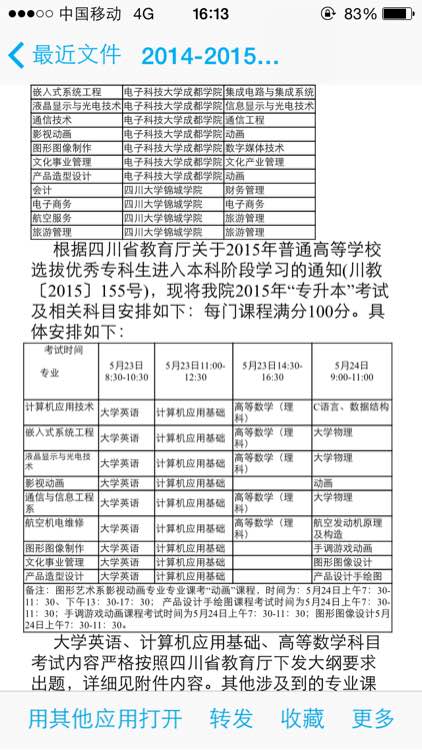 中国移动 4G 16:13 83%
最近文件 2014-2015...
嵌入式系统工程 电子科技大学成都学院 集成电路与集成系统
液晶显示与光电技术 电子科技大学成都学院 信息显示与光电技术
通信技术 电子科技大学成都学院 通信工程
影视动画 电子科技大学成都学院 动画
图形图像制作 电子科技大学成都学院 数字媒体技术
文化事业管理 电子科技大学成都学院 文化产业管理
产品造型设计 电子科技大学成都学院 动画
会计 四川大学锦城学院 财务管理
电子商务 四川大学锦城学院 电子商务
航空服务 四川大学锦城学院 旅游管理
旅游管理 四川大学锦城学院 旅游管理
根据四川省教育厅关于2015年普通高等学校
选拔优秀专科生进入本科阶段学习的通知(川教
〔2015〕155号)，现将我院2015年“专升本”考试
及相关科目安排如下：每门课程满分100分。具
体安排如下：
考试时间
专业
5月23日
8:30-10:30
5月23日11:00-
12:30
5月23日14:30-
16:30
5月24日
9:00-11:00
计算机应用技术 大学英语 计算机应用基础 高等数学（理
科） C语言、数据结构
嵌入式系统工程 大学英语 计算机应用基础 高等数学（理
科） 大学物理
液晶显示与光电技
术 大学英语 计算机应用基础 高等数学（理
科） 大学物理
影视动画 大学英语 计算机应用基础 动画
通信与信息工程
系 大学英语 计算机应用基础 高等数学（理
科） 大学物理
航空机电维修 大学英语 计算机应用基础 高等数学（理
科） 航空发动机原理
及构造
图形图像制作 大学英语 计算机应用基础 手调游戏动画
文化事业管理 大学英语 计算机应用基础 图形图像设计
产品造型设计 大学英语 计算机应用基础 产品设计手绘图
备注：图形艺术系影视动画专业专业课考“动画”课程，时间为：5月24日上午7：30-
11：30、下午13：30-17：30；产品设计手绘图课程考试时间为5月24日上午7：30-
11：30；手调游戏动画课程考试时间为5月24日上午7：30-11：30；图形图像设计5月
24日上午7：30-11：30。
大学英语、计算机应用基础、高等数学科目
考试内容严格按照四川省教育厅下发大纲要求
出题，详细见附件内容。其他涉及到的专业课
用其他应用打开 转发 收藏 更多